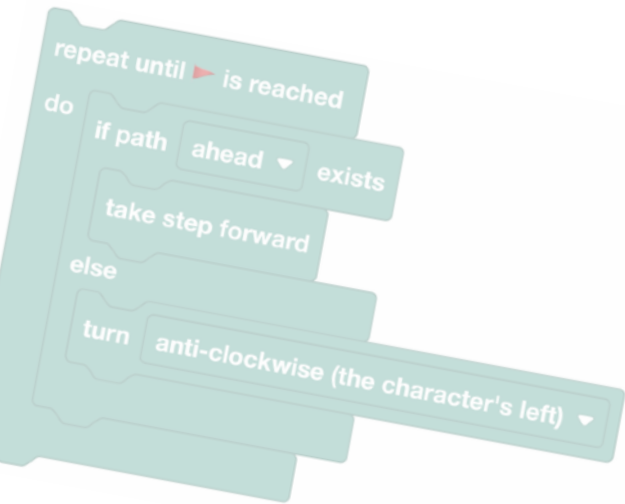 repeat until is reached
do
if path ahead exists
take step forward
else
turn anti-clockwise (the character's left)